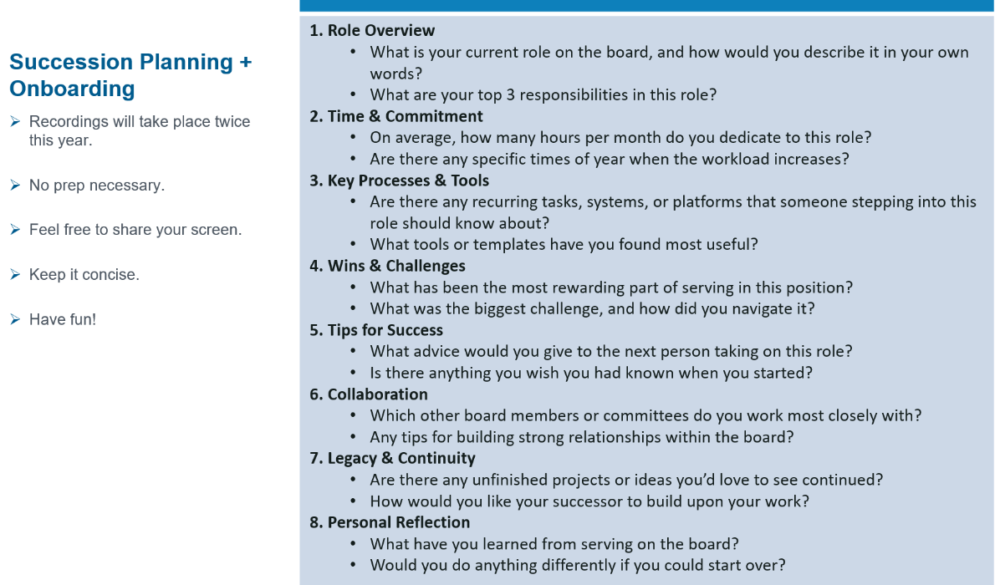 Succession Planning +
Onboarding
➢ Recordings will take place twice
this year.
➢ No prep necessary.
➢ Feel free to share your screen.
➢ Keep it concise.
➢ Have fun!
1. Role Overview
• What is your current role on the board, and how would you describe it in your own
words?
• What are your top 3 responsibilities in this role?
2. Time & Commitment
• On average, how many hours per month do you dedicate to this role?
• Are there any specific times of year when the workload increases?
3. Key Processes & Tools
• Are there any recurring tasks, systems, or platforms that someone stepping into this
role should know about?
• What tools or templates have you found most useful?
4. Wins & Challenges
• What has been the most rewarding part of serving in this position?
• What was the biggest challenge, and how did you navigate it?
5. Tips for Success
• What advice would you give to the next person taking on this role?
• Is there anything you wish you had known when you started?
6. Collaboration
• Which other board members or committees do you work most closely with?
• Any tips for building strong relationships within the board?
7. Legacy & Continuity
• Are there any unfinished projects or ideas you’d love to see continued?
• How would you like your successor to build upon your work?
8. Personal Reflection
• What have you learned from serving on the board?
• Would you do anything differently if you could start over?